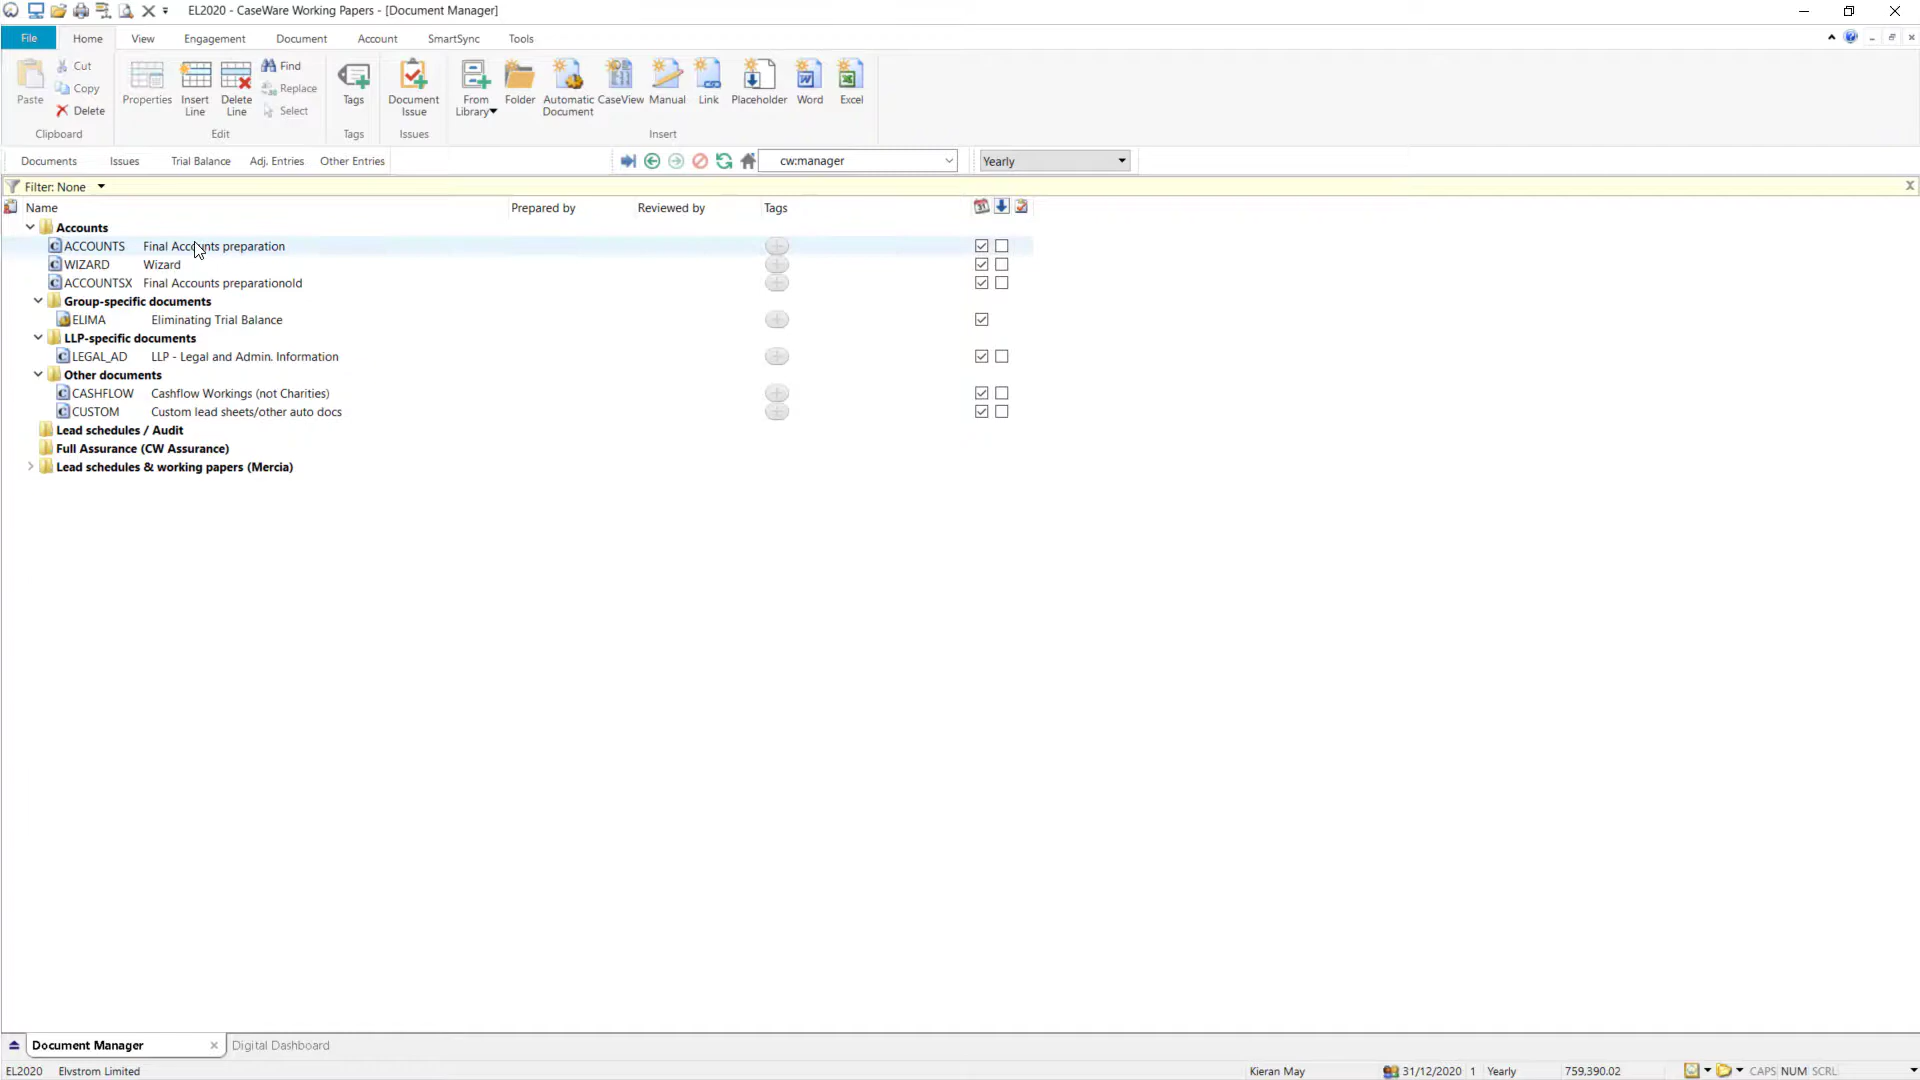 EL2020 - CaseWare Working Papers - [Document Manager]
File Home View Engagement Document Account SmartSync Tools
Paste Cut Copy Delete Clipboard
Properties Insert Line Delete Line Find Replace Select Edit
Tags Tags
Document Issue Issues
From Library Folder Automatic Document CaseView Manual Link Placeholder Word Excel Insert
Documents Issues Trial Balance Adj. Entries Other Entries cw:manager Yearly
Filter: None
Name Prepared by Reviewed by Tags
Accounts
ACCOUNTS Final Accounts preparation
WIZARD Wizard
ACCOUNTSX Final Accounts preparationold
Group-specific documents
ELIMA Eliminating Trial Balance
LLP-specific documents
LEGAL_AD LLP - Legal and Admin. Information
Other documents
CASHFLOW Cashflow Workings (not Charities)
CUSTOM Custom lead sheets/other auto docs
Lead schedules / Audit
Full Assurance (CW Assurance)
Lead schedules & working papers (Mercia)
Document Manager Digital Dashboard
EL2020 Elvstrom Limited Kieran May 31/12/2020 1 Yearly 759,390.02 CAPS NUM SCRL